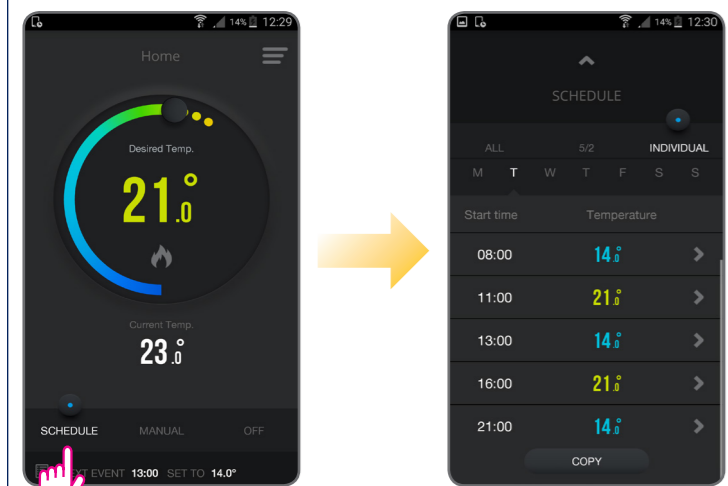 14% 12:29
Home
Desired Temp.
21.0°
Current Temp.
23.0°
SCHEDULE MANUAL OFF
EVENT 13:00 SET TO 14.0°
14% 12:30
SCHEDULE
ALL 5/2 INDIVIDUAL
M T W T F S S
Start time Temperature
08:00 14.0°
11:00 21.0°
13:00 14.0°
16:00 21.0°
21:00 14.0°
COPY